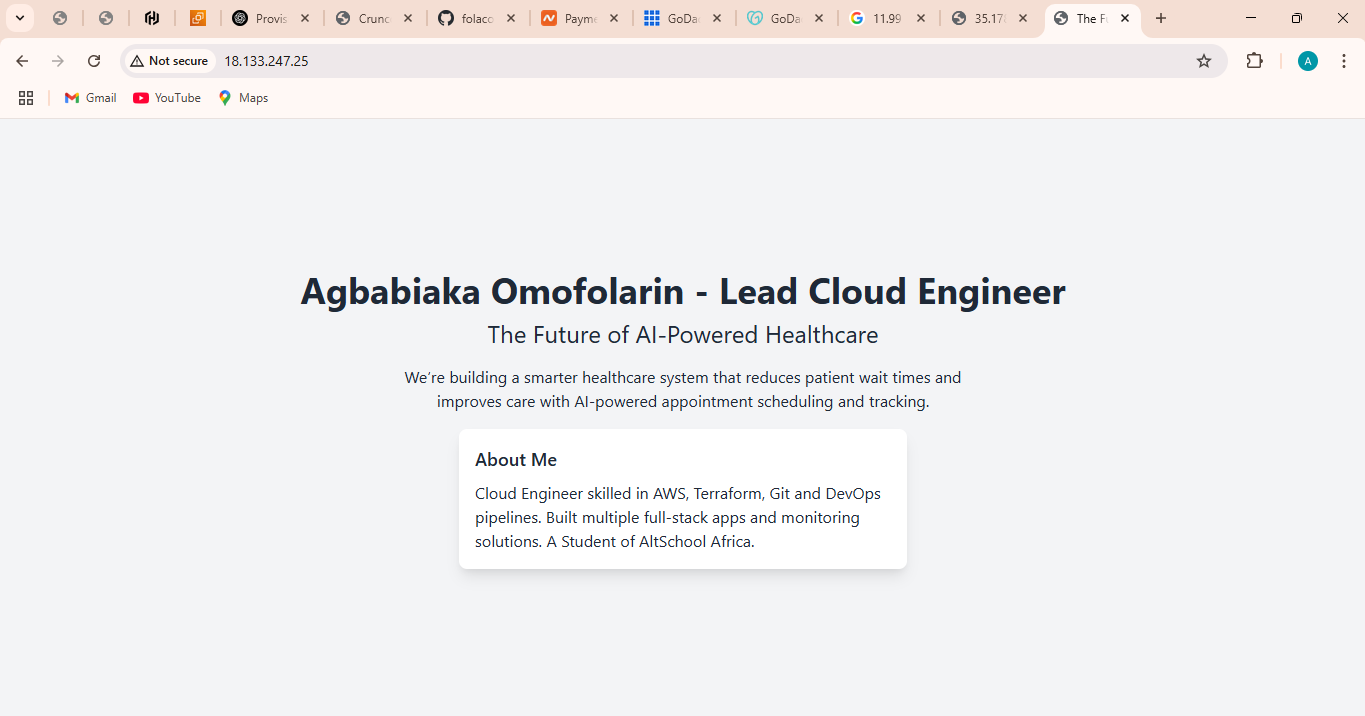 Provis
Crunc
folaco
Payme
GoDa
GoDa
11.99
35.17
The Fu
Not secure
18.133.247.25
A
Gmail
YouTube
Maps
Agbabiaka Omofolarin - Lead Cloud Engineer
The Future of AI-Powered Healthcare
We’re building a smarter healthcare system that reduces patient wait times and
improves care with AI-powered appointment scheduling and tracking.
About Me
Cloud Engineer skilled in AWS, Terraform, Git and DevOps
pipelines. Built multiple full-stack apps and monitoring
solutions. A Student of AltSchool Africa.